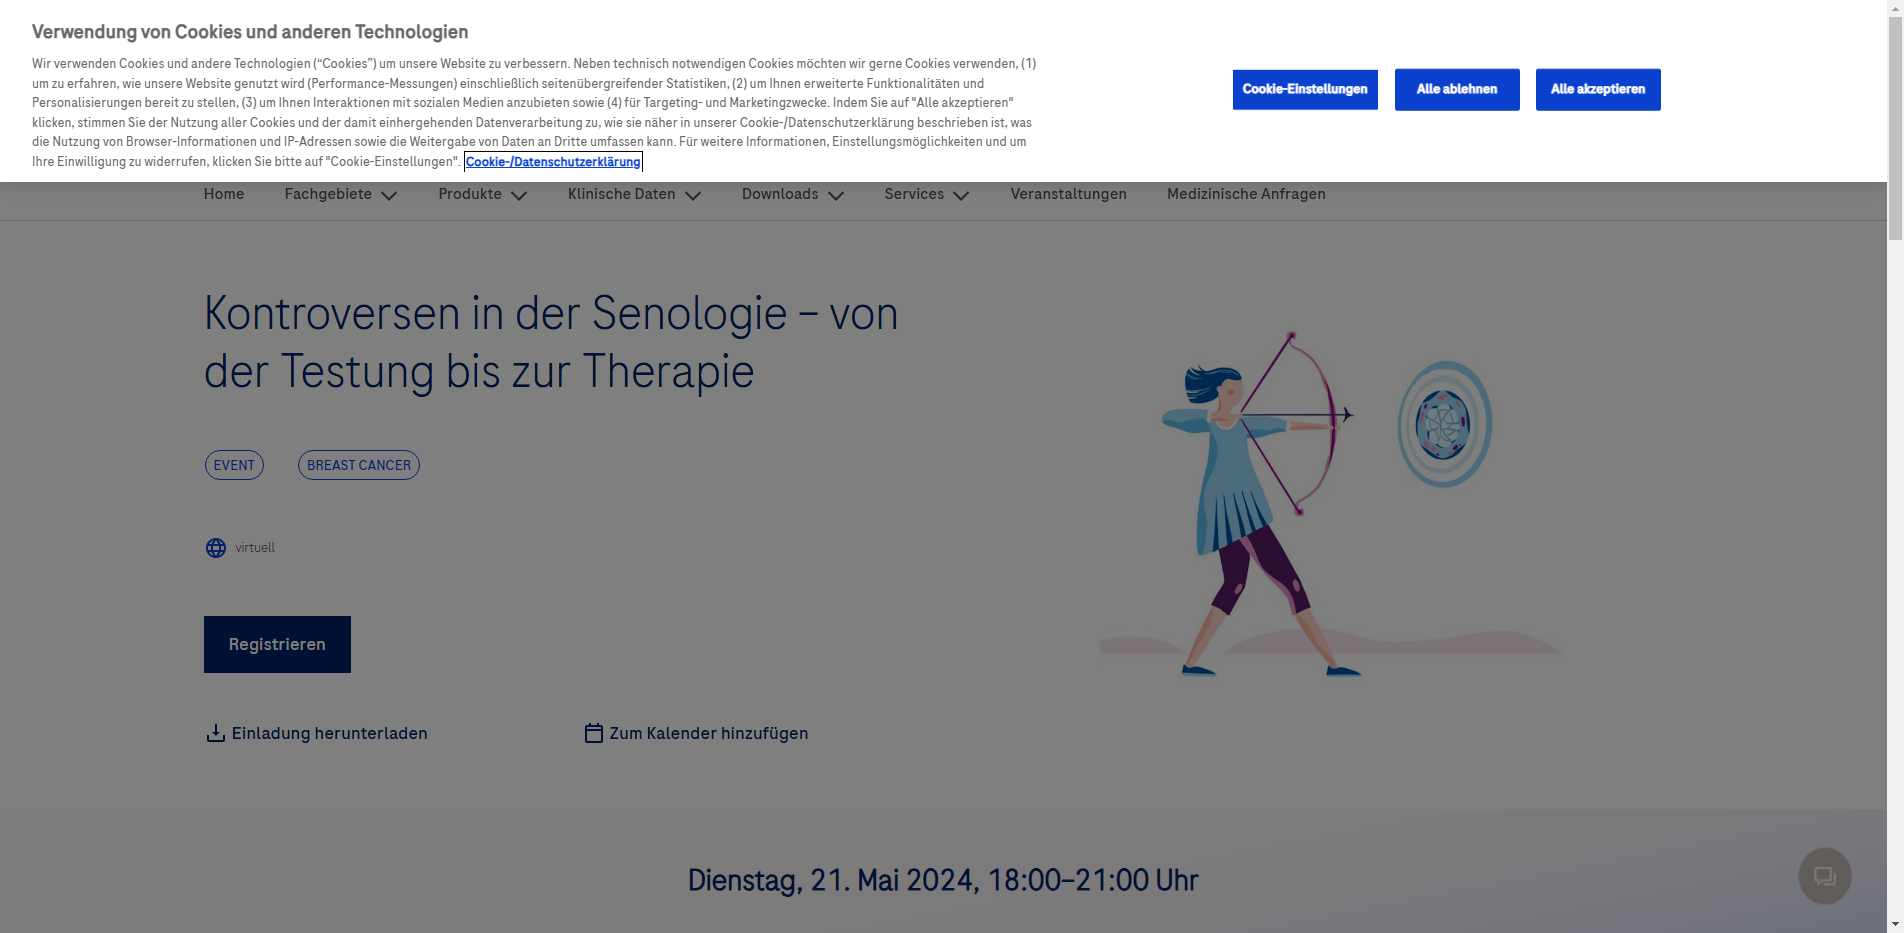 Verwendung von Cookies und anderen Technologien
Wir verwenden Cookies und andere Technologien (“Cookies”) um unsere Website zu verbessern. Neben technisch notwendigen Cookies möchten wir gerne Cookies verwenden, (1)
um zu erfahren, wie unsere Website genutzt wird (Performance-Messungen) einschließlich seitenübergreifender Statistiken, (2) um Ihnen erweiterte Funktionalitäten und
Personalisierungen bereit zu stellen, (3) um Ihnen Interaktionen mit sozialen Medien anzubieten sowie (4) für Targeting- und Marketingzwecke. Indem Sie auf "Alle akzeptieren"
klicken, stimmen Sie der Nutzung aller Cookies und der damit einhergehenden Datenverarbeitung zu, wie sie näher in unserer Cookie-/Datenschutzerklärung beschrieben ist, was
die Nutzung von Browser-Informationen und IP-Adressen sowie die Weitergabe von Daten an Dritte umfassen kann. Für weitere Informationen, Einstellungsmöglichkeiten und um
Ihre Einwilligung zu widerrufen, klicken Sie bitte auf "Cookie-Einstellungen". Cookie-/Datenschutzerklärung
Cookie-Einstellungen
Alle ablehnen
Alle akzeptieren
Home Fachgebiete Produkte Klinische Daten Downloads Services Veranstaltungen Medizinische Anfragen
Kontroversen in der Senologie – von
der Testung bis zur Therapie
EVENT
BREAST CANCER
virtuell
Registrieren
Einladung herunterladen
Zum Kalender hinzufügen
Dienstag, 21. Mai 2024, 18:00–21:00 Uhr